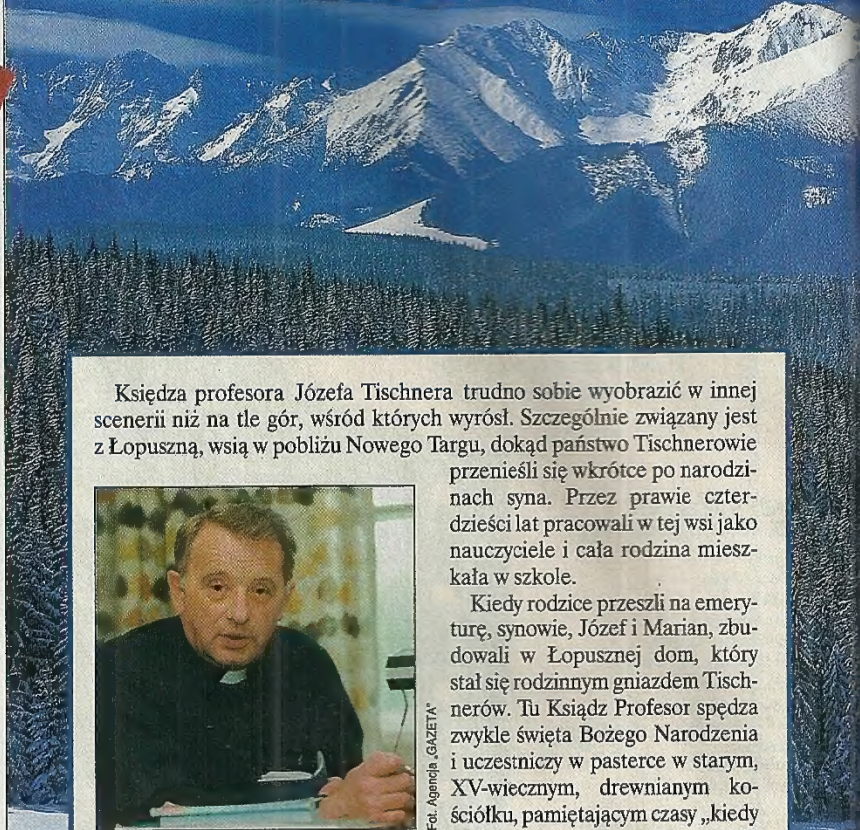 Księdza profesora Józefa Tischnera trudno sobie wyobrazić w innej
scenerii niż na tle gór, wśród których wyrósł. Szczególnie związany jest
z Łopuszną, wsią w pobliżu Nowego Targu, dokąd państwo Tischnerowie
przenieśli się wkrótce po narodzi-
nach syna. Przez prawie czter-
dzieści lat pracowali w tej wsi jako
nauczyciele i cała rodzina miesz-
kała w szkole.
Kiedy rodzice przeszli na emery-
turę, synowie, Józef i Marian, zbu-
dowali w Łopusznej dom, który
stał się rodzinnym gniazdem Tisch-
nerów. Tu Ksiądz Profesor spędza
zwykle święta Bożego Narodzenia
i uczestniczy w pasterce w starym,
XV-wiecznym, drewnianym ko-
ściółku, pamiętającym czasy „kiedy
Fot. Agencja „GAZETA”